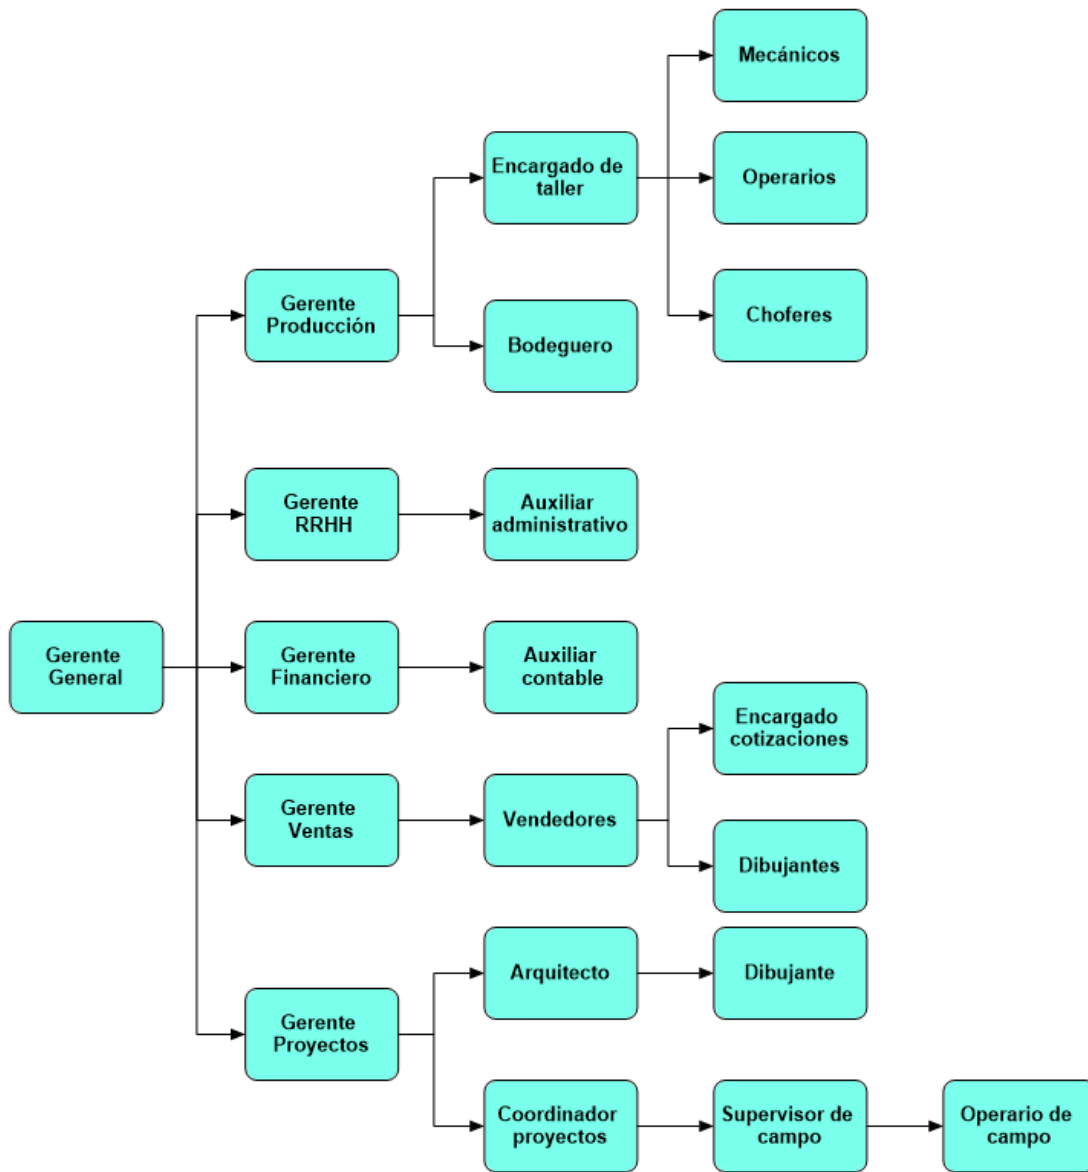 Mecánicos
Encargado de
taller
Operarios
Gerente
Producción
Choferes
Bodeguero
Gerente
RRHH
Auxiliar
administrativo
Gerente
General
Gerente
Financiero
Auxiliar
contable
Encargado
cotizaciones
Gerente
Ventas
Vendedores
Dibujantes
Arquitecto
Dibujante
Gerente
Proyectos
Coordinador
proyectos
Supervisor de
campo
Operario de
campo